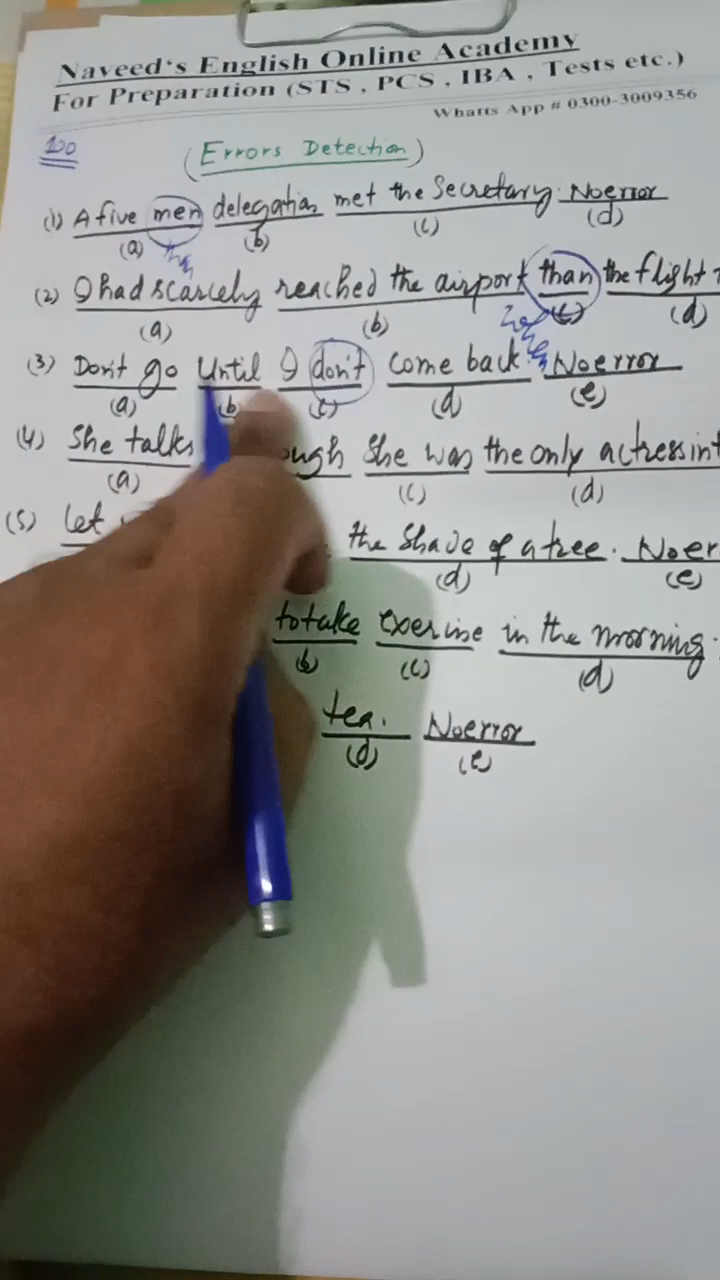 Naveed's English Online Academy
For Preparation (STS , PCS , IBA , Tests etc.)
Whatts App # 0300-3009356
100
(Errors Detection)
(1) A five men delegation met the Secretary. No error
(a) (b) (c) (d)
man
(2) I had scarcely reached the airport than the flight
(a) (b) (c) (d)
when
(3) Don't go Until I don't come back. No error
(a) (b) (c) (d) (e)
(4) She talks ough She was the only actress in t
(a) (c) (d)
(5) Let the Shade of a tree. No er
(d) (e)
to take exercise in the morning.
(b) (c) (d)
tea. No error
(d) (e)